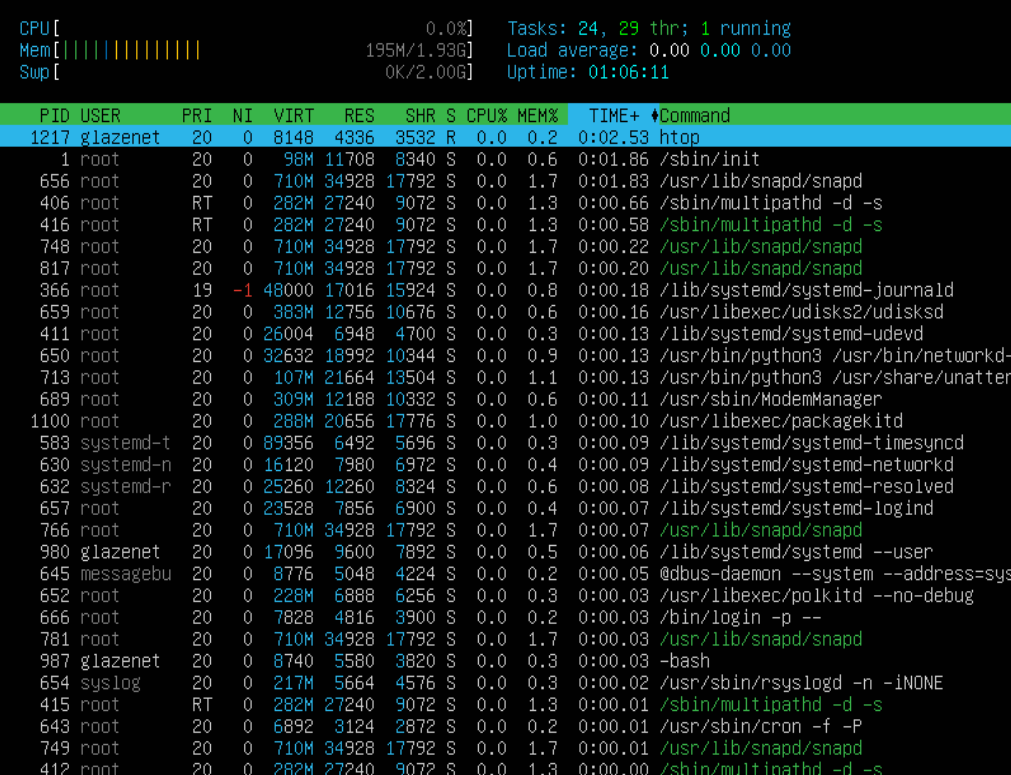 CPU[ 0.0%] Tasks: 24, 29 thr; 1 running
Mem[||||||||||||||| 195M/1.93G] Load average: 0.00 0.00 0.00
Swp[ 0K/2.00G] Uptime: 01:06:11
PID USER PRI NI VIRT RES SHR S CPU% MEM% TIME+ Command
1217 glazenet 20 0 8148 4336 3532 R 0.0 0.2 0:02.53 htop
1 root 20 0 98M 11708 8340 S 0.0 0.6 0:01.86 /sbin/init
656 root 20 0 710M 34928 17792 S 0.0 1.7 0:01.83 /usr/lib/snapd/snapd
406 root RT 0 282M 27240 9072 S 0.0 1.3 0:00.66 /sbin/multipathd -d -s
416 root RT 0 282M 27240 9072 S 0.0 1.3 0:00.58 /sbin/multipathd -d -s
748 root 20 0 710M 34928 17792 S 0.0 1.7 0:00.22 /usr/lib/snapd/snapd
817 root 20 0 710M 34928 17792 S 0.0 1.7 0:00.20 /usr/lib/snapd/snapd
366 root 19 -1 48000 17016 15924 S 0.0 0.8 0:00.18 /lib/systemd/systemd-journald
659 root 20 0 383M 12756 10676 S 0.0 0.6 0:00.16 /usr/libexec/udisks2/udisksd
411 root 20 0 26004 6948 4700 S 0.0 0.3 0:00.13 /lib/systemd/systemd-udevd
650 root 20 0 32632 18992 10344 S 0.0 0.9 0:00.13 /usr/bin/python3 /usr/bin/networkd-
713 root 20 0 107M 21664 13504 S 0.0 1.1 0:00.13 /usr/bin/python3 /usr/share/unatten
689 root 20 0 309M 12188 10332 S 0.0 0.6 0:00.11 /usr/sbin/ModemManager
1100 root 20 0 288M 20656 17776 S 0.0 1.0 0:00.10 /usr/libexec/packagekitd
583 systemd-t 20 0 89356 6492 5696 S 0.0 0.3 0:00.09 /lib/systemd/systemd-timesyncd
630 systemd-n 20 0 16120 7980 6972 S 0.0 0.4 0:00.09 /lib/systemd/systemd-networkd
632 systemd-r 20 0 25260 12260 8324 S 0.0 0.6 0:00.08 /lib/systemd/systemd-resolved
657 root 20 0 23528 7856 6900 S 0.0 0.4 0:00.07 /lib/systemd/systemd-logind
766 root 20 0 710M 34928 17792 S 0.0 1.7 0:00.07 /usr/lib/snapd/snapd
980 glazenet 20 0 17096 9600 7892 S 0.0 0.5 0:00.06 /lib/systemd/systemd --user
645 messagebu 20 0 8776 5048 4224 S 0.0 0.2 0:00.05 @dbus-daemon --system --address=sys
652 root 20 0 228M 6888 6256 S 0.0 0.3 0:00.03 /usr/libexec/polkitd --no-debug
666 root 20 0 7828 4816 3900 S 0.0 0.2 0:00.03 /bin/login -p --
781 root 20 0 710M 34928 17792 S 0.0 1.7 0:00.03 /usr/lib/snapd/snapd
987 glazenet 20 0 8740 5580 3820 S 0.0 0.3 0:00.03 -bash
654 syslog 20 0 217M 5664 4576 S 0.0 0.3 0:00.02 /usr/sbin/rsyslogd -n -iNONE
415 root RT 0 282M 27240 9072 S 0.0 1.3 0:00.01 /sbin/multipathd -d -s
643 root 20 0 6892 3124 2872 S 0.0 0.2 0:00.01 /usr/sbin/cron -f -P
749 root 20 0 710M 34928 17792 S 0.0 1.7 0:00.01 /usr/lib/snapd/snapd
412 root 20 0 282M 27240 9072 S 0.0 1.3 0:00.00 /sbin/multipathd -d -s